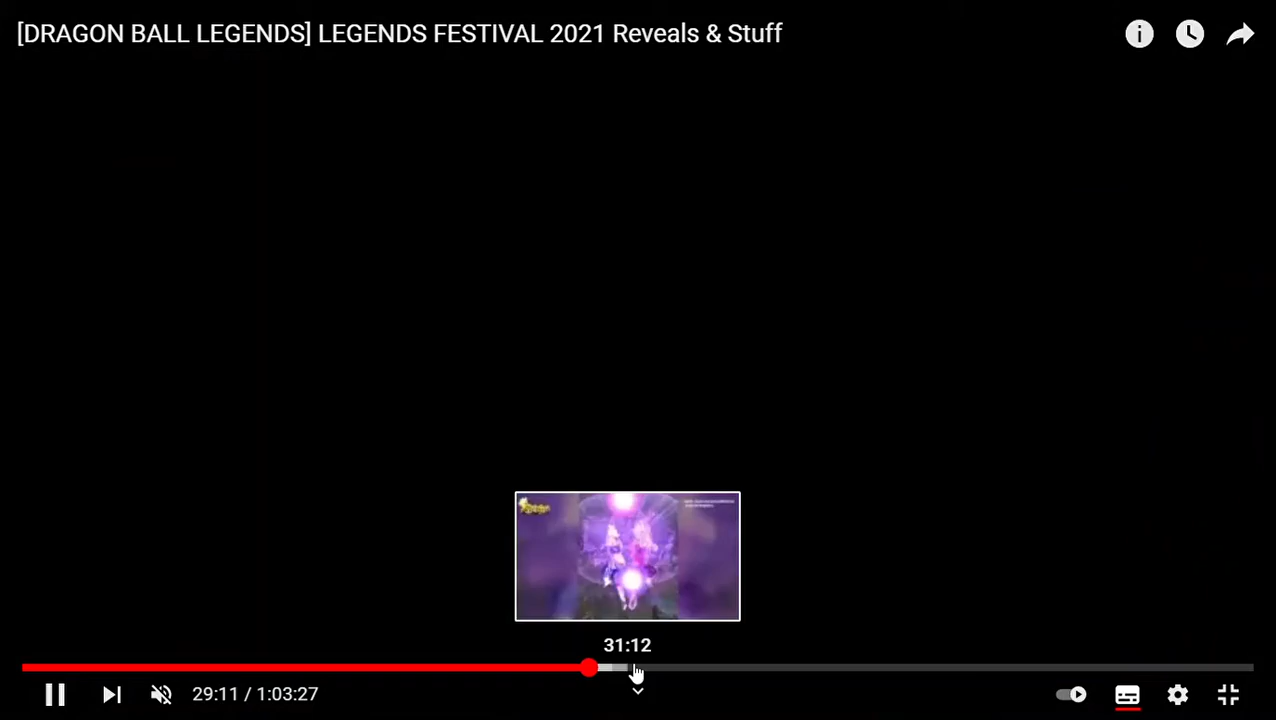 [DRAGON BALL LEGENDS] LEGENDS FESTIVAL 2021 Reveals & Stuff
31:12
29:11 / 1:03:27